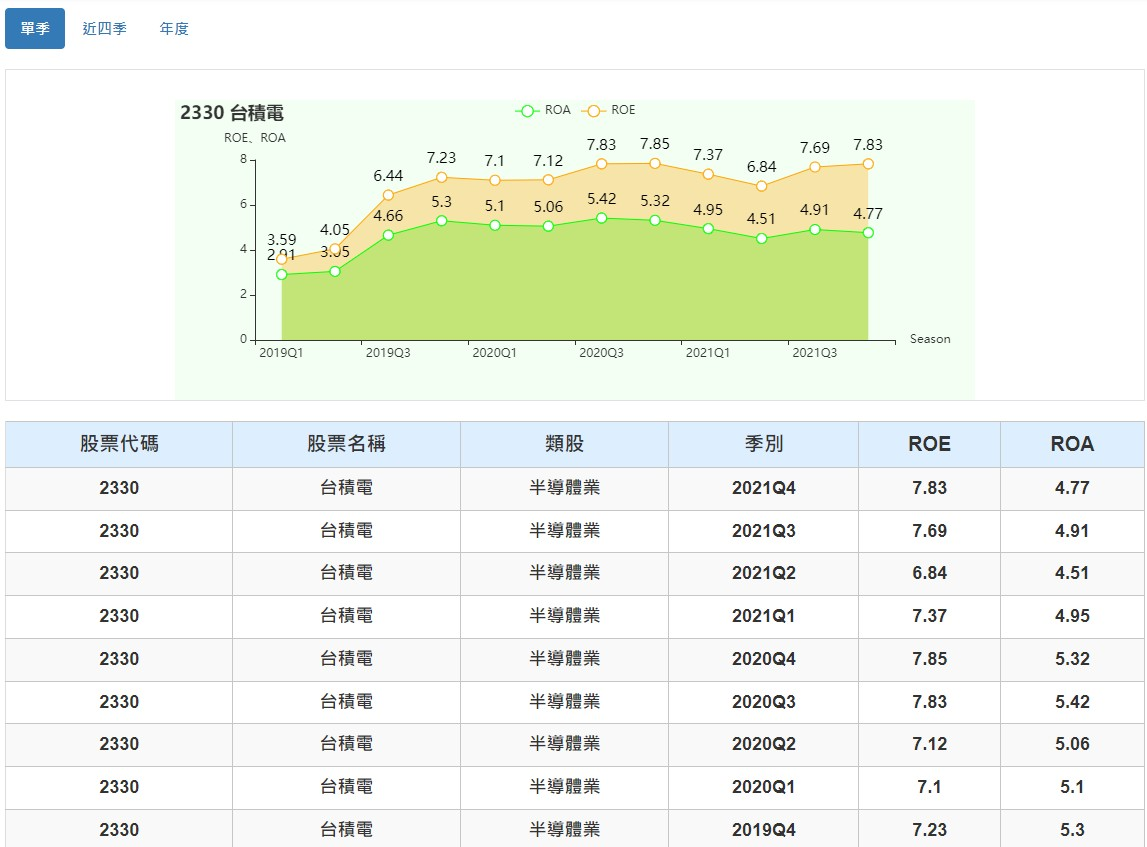 單季 近四季 年度
2330 台積電 ROA ROE
ROE、ROA
7.83 7.85 7.37 6.84 7.69 7.83
7.23 7.1 7.12
6.44
4.05
3.59
5.42 5.32 4.95 4.51 4.91 4.77
4.66 5.3 5.1 5.06
2.91 3.05
8
6
4
2
0
2019Q1 2019Q3 2020Q1 2020Q3 2021Q1 2021Q3 Season
股票代碼 股票名稱 類股 季別 ROE ROA
2330 台積電 半導體業 2021Q4 7.83 4.77
2330 台積電 半導體業 2021Q3 7.69 4.91
2330 台積電 半導體業 2021Q2 6.84 4.51
2330 台積電 半導體業 2021Q1 7.37 4.95
2330 台積電 半導體業 2020Q4 7.85 5.32
2330 台積電 半導體業 2020Q3 7.83 5.42
2330 台積電 半導體業 2020Q2 7.12 5.06
2330 台積電 半導體業 2020Q1 7.1 5.1
2330 台積電 半導體業 2019Q4 7.23 5.3